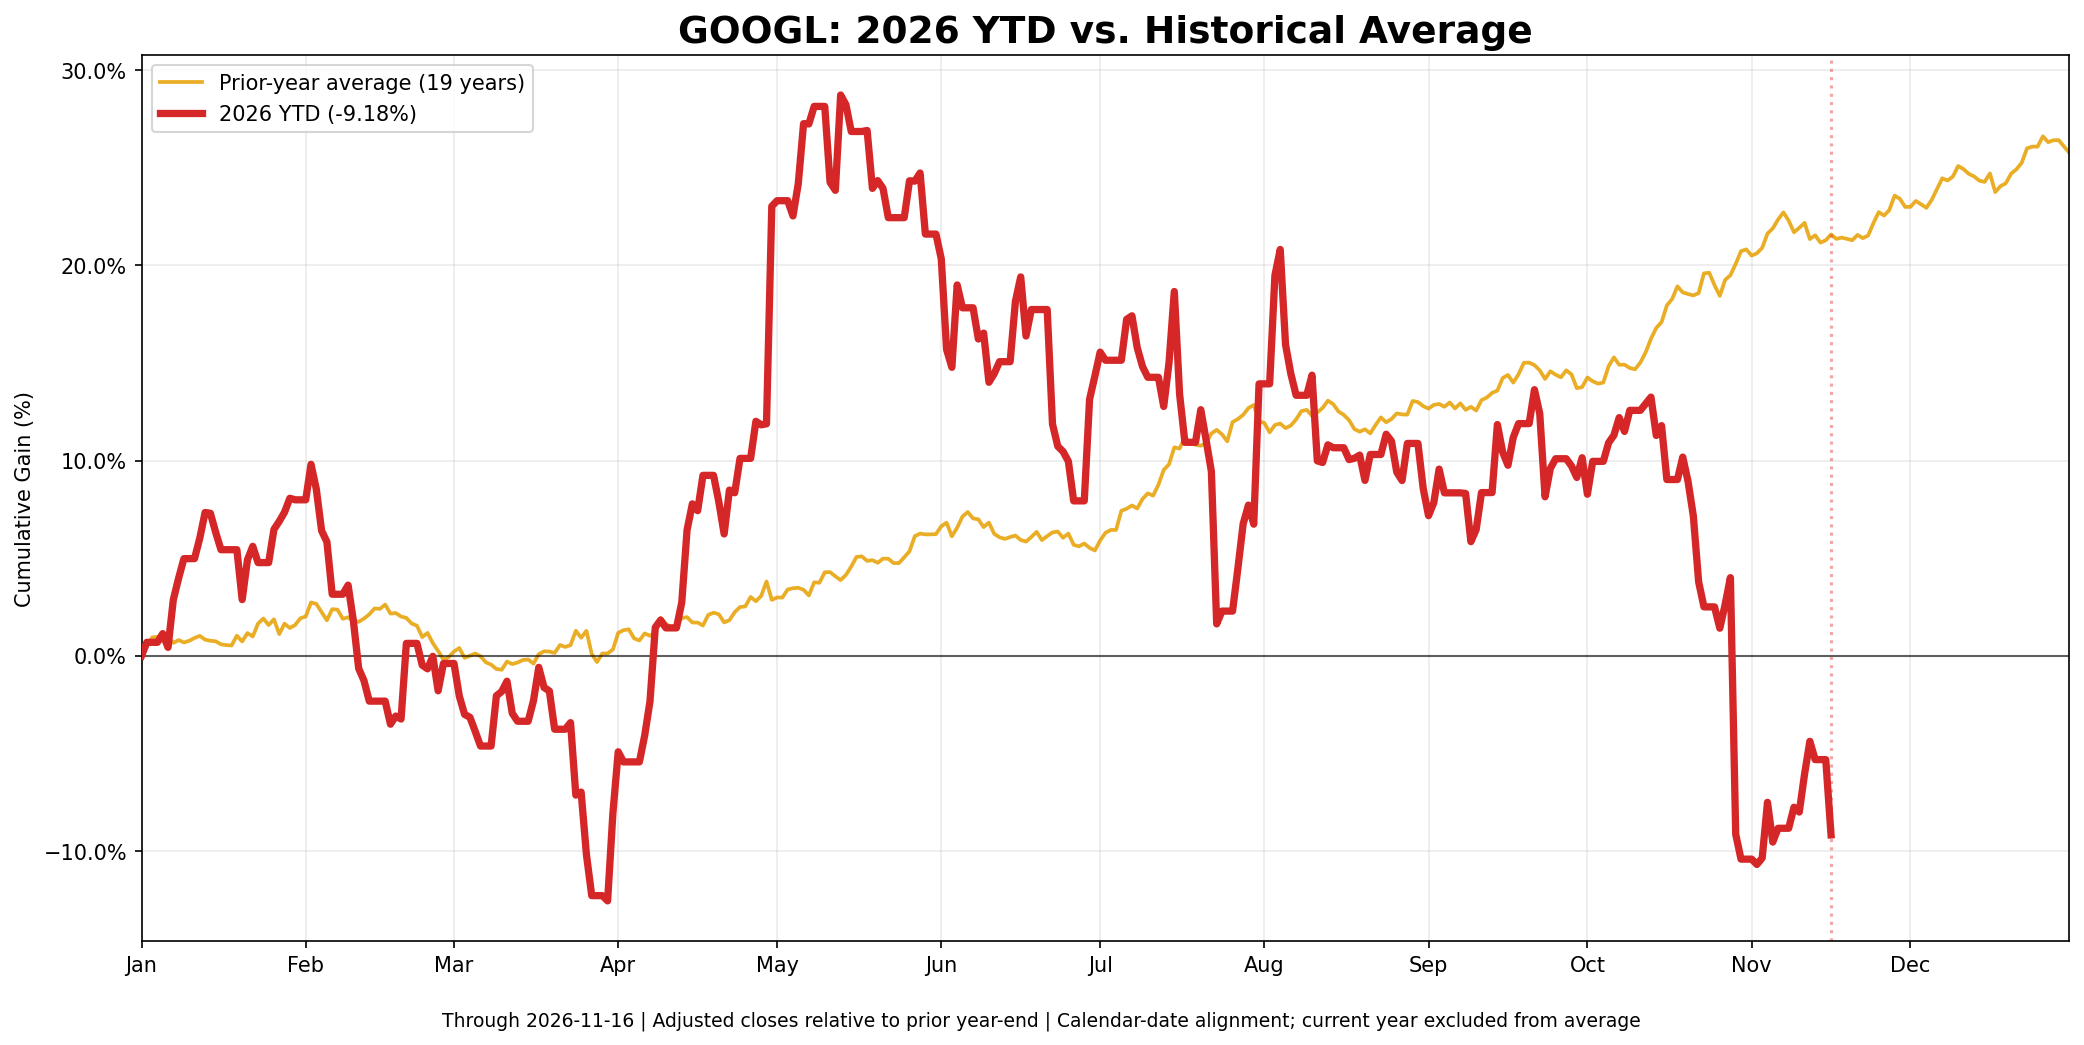 GOOGL: 2026 YTD vs. Historical Average
Prior-year average (19 years)
2026 YTD (-9.18%)
Cumulative Gain (%)
30.0%
20.0%
10.0%
0.0%
−10.0%
Jan Feb Mar Apr May Jun Jul Aug Sep Oct Nov Dec
Through 2026-11-16 | Adjusted closes relative to prior year-end | Calendar-date alignment; current year excluded from average